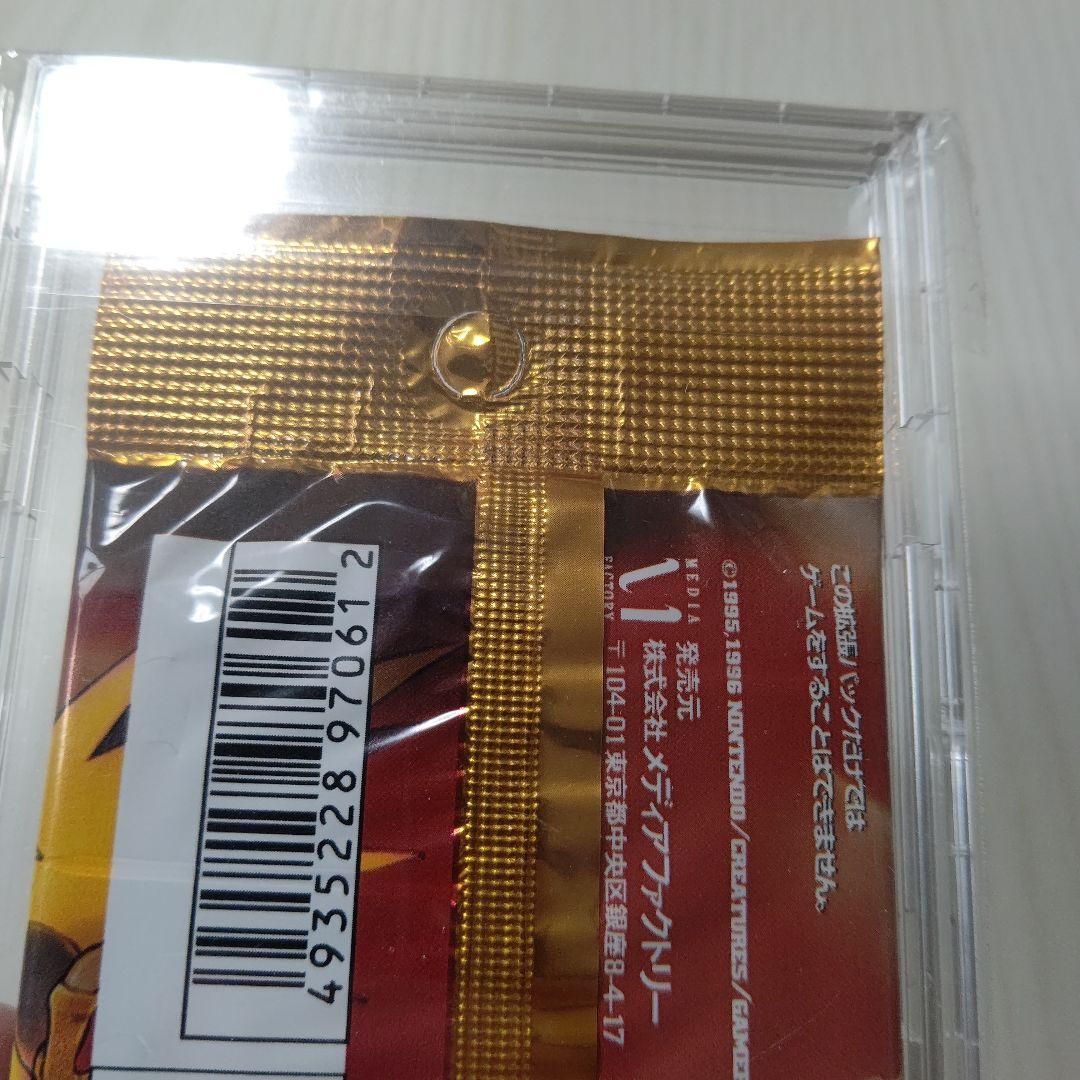 この拡張パックだけでは
ゲームをすることはできません。
©1995,1996 NINTENDO/CREATURES/GAME
MEDIA
FACTORY
発売元
株式会社メディアファクトリー
〒104-01 東京都中央区銀座8-4-17
4935228970612